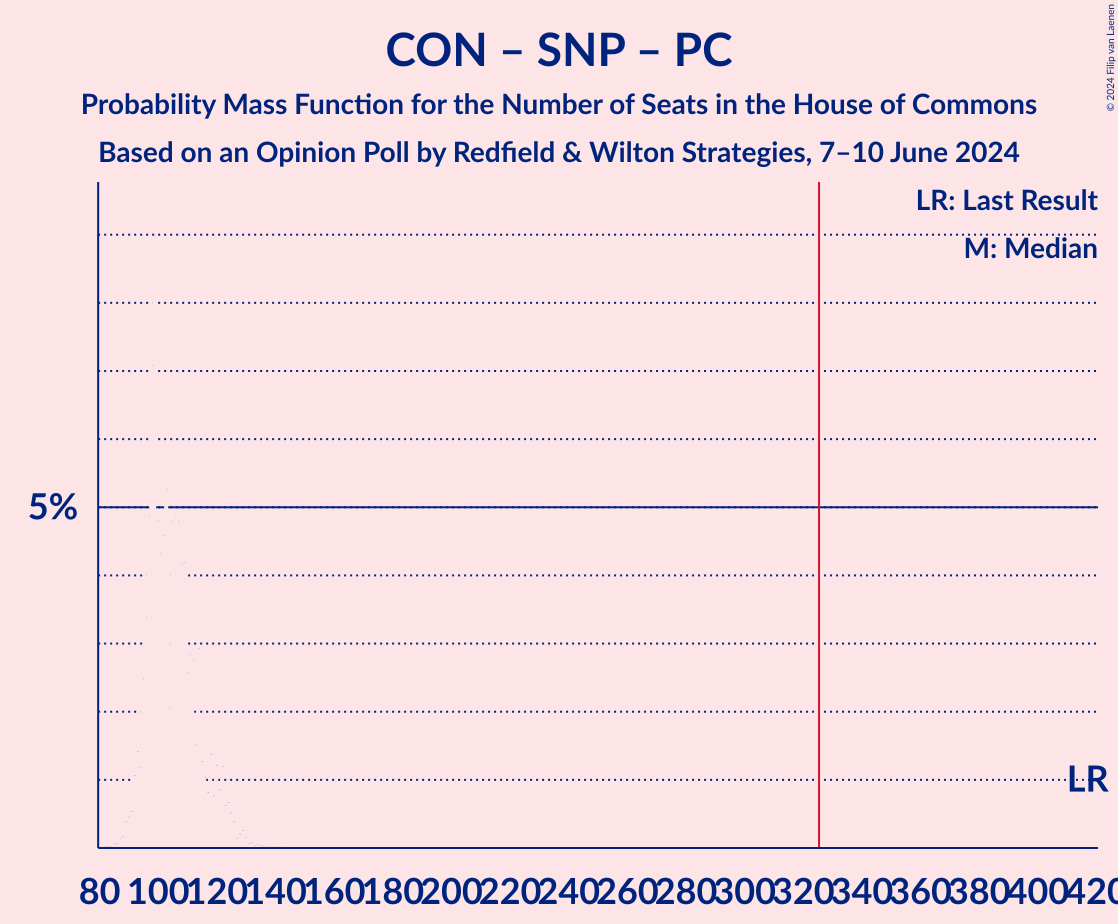 CON – SNP – PC
Probability Mass Function for the Number of Seats in the House of Commons
Based on an Opinion Poll by Redfield & Wilton Strategies, 7–10 June 2024
© 2024 Filip van Laenen
LR: Last Result
M: Median
5%
LR
80 100 120 140 160 180 200 220 240 260 280 300 320 340 360 380 400 420